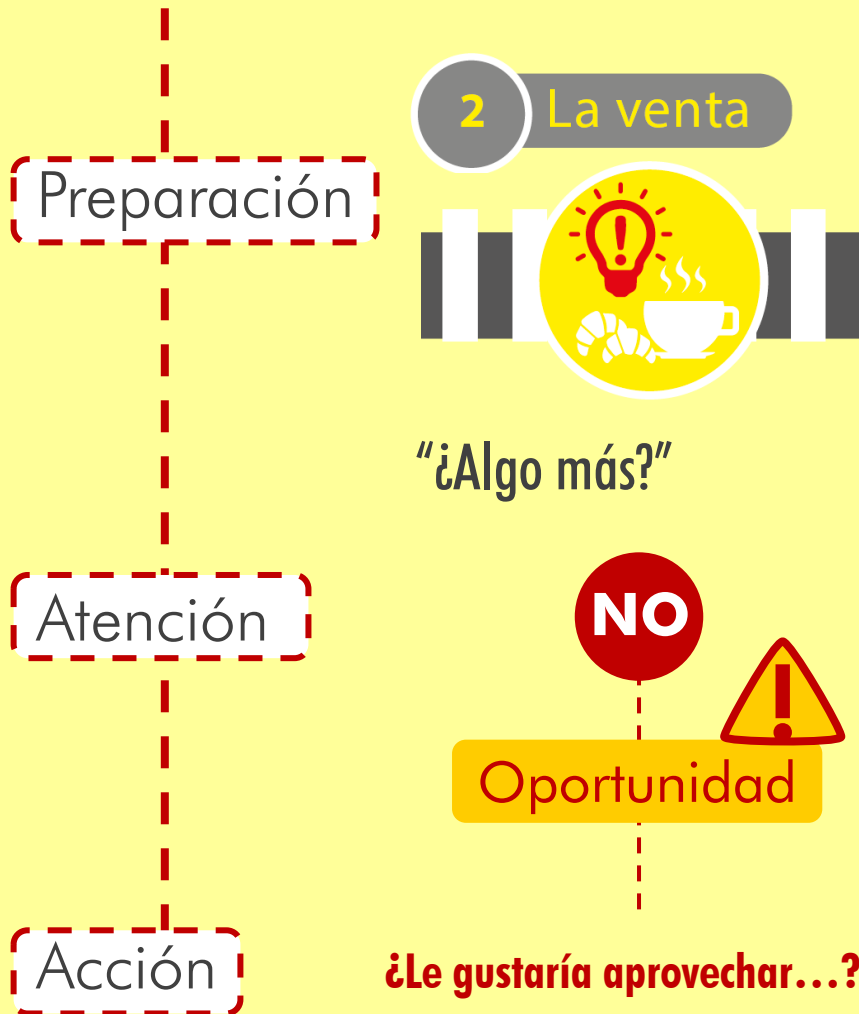 2 La venta
Preparación
“¿Algo más?”
Atención
NO
Oportunidad
Acción
¿Le gustaría aprovechar…?